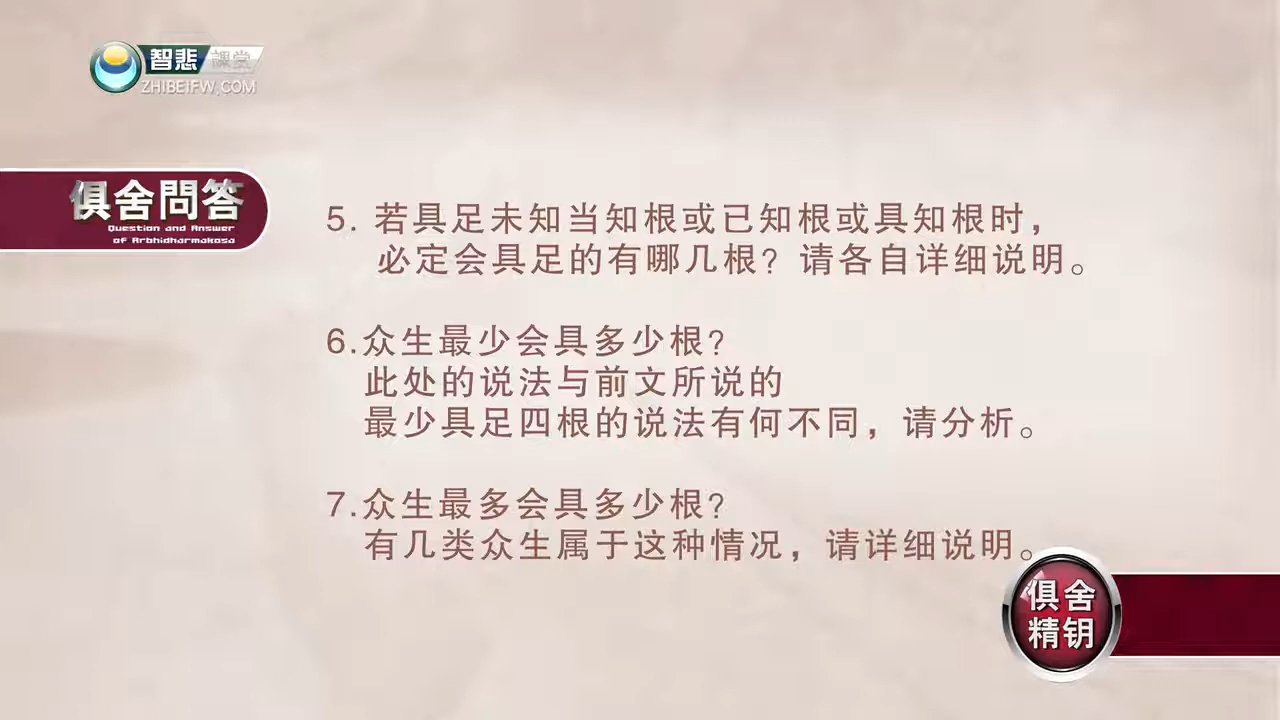 智悲課堂
ZHIBEIFW.COM
俱舍問答
Question and Answer
of Arbhidharmakosa
5. 若具足未知当知根或已知根或具知根时，
必定会具足的有哪几根？请各自详细说明。
6.众生最少会具多少根？
此处的说法与前文所说的
最少具足四根的说法有何不同，请分析。
7.众生最多会具多少根？
有几类众生属于这种情况，请详细说明。
俱舍
精钥